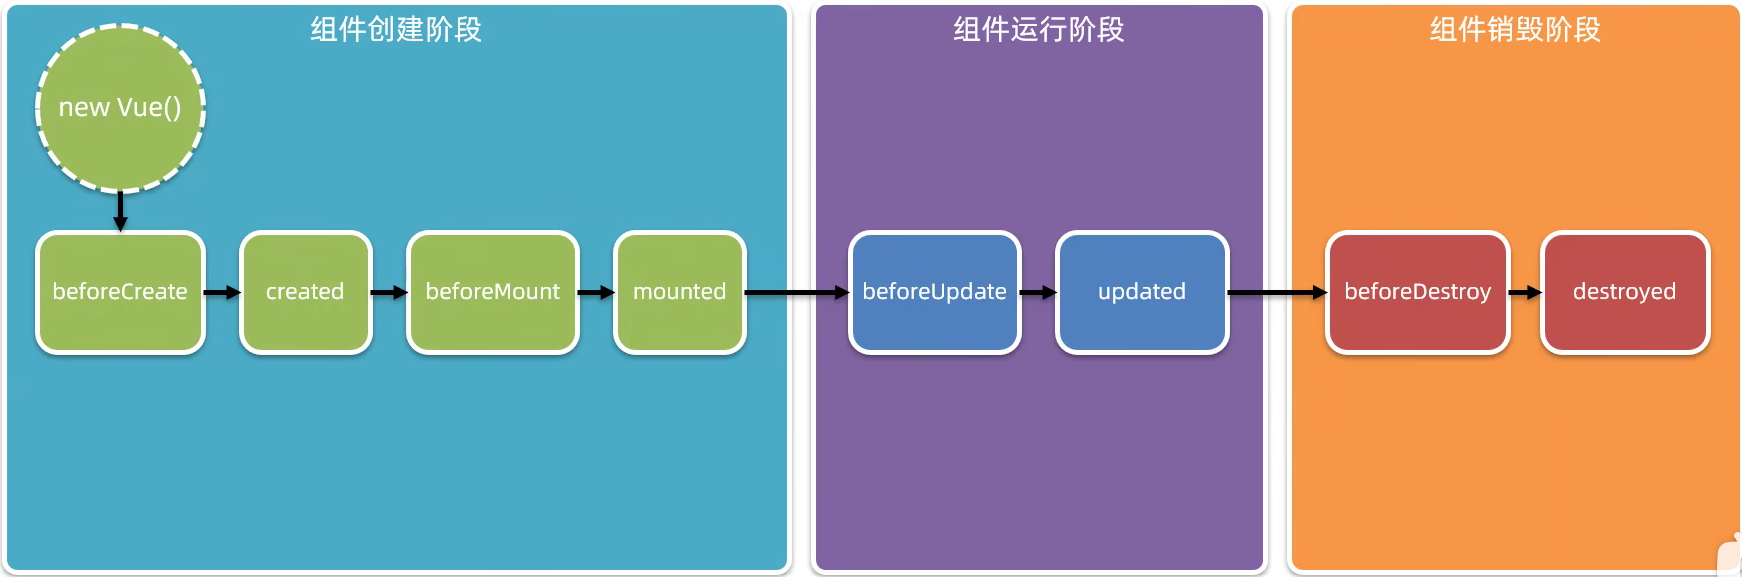 组件创建阶段
组件运行阶段
组件销毁阶段
new Vue()
beforeCreate
created
beforeMount
mounted
beforeUpdate
updated
beforeDestroy
destroyed